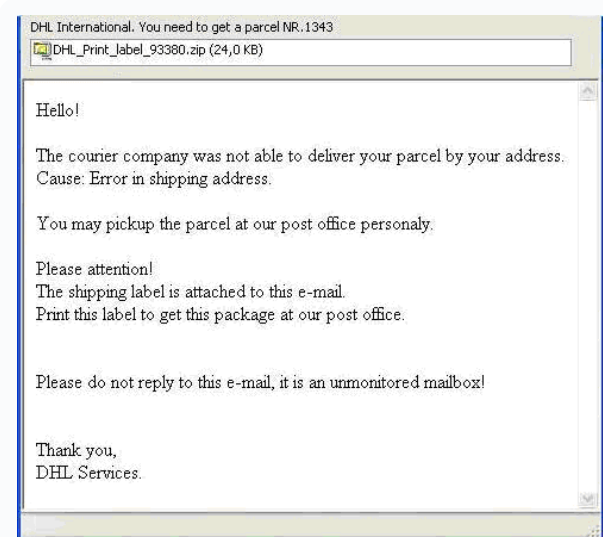 DHL International. You need to get a parcel NR.1343
DHL_Print_label_93380.zip (24,0 KB)
Hello!
The courier company was not able to deliver your parcel by your address.
Cause: Error in shipping address.
You may pickup the parcel at our post office personaly.
Please attention!
The shipping label is attached to this e-mail.
Print this label to get this package at our post office.
Please do not reply to this e-mail, it is an unmonitored mailbox!
Thank you,
DHL Services.